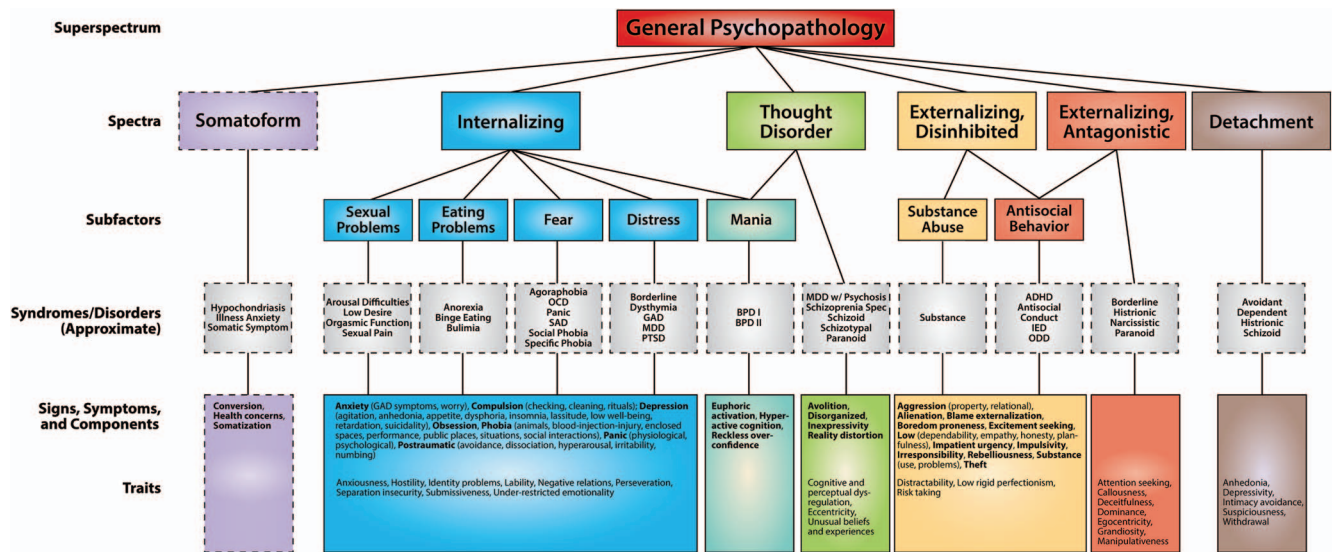 Superspectrum
General Psychopathology
Spectra
Somatoform
Internalizing
Thought
Disorder
Externalizing,
Disinhibited
Externalizing,
Antagonistic
Detachment
Subfactors
Sexual
Problems
Eating
Problems
Fear
Distress
Mania
Substance
Abuse
Antisocial
Behavior
Syndromes/Disorders
(Approximate)
Hypochondriasis
Illness Anxiety
Somatic Symptom
Arousal Difficulties
Low Desire
Orgasmic Function
Sexual Pain
Anorexia
Binge Eating
Bulimia
Agoraphobia
OCD
Panic
SAD
Social Phobia
Specific Phobia
Borderline
Dysthymia
GAD
MDD
PTSD
BPD I
BPD II
MDD w/ Psychosis
Schizoprenia Spec
Schizoid
Schizotypal
Paranoid
Substance
ADHD
Antisocial
Conduct
IED
ODD
Borderline
Histrionic
Narcissistic
Paranoid
Avoidant
Dependent
Histrionic
Schizoid
Signs, Symptoms,
and Components
Conversion,
Health concerns,
Somatization
Anxiety (GAD symptoms, worry), Compulsion (checking, cleaning, rituals); Depression
(agitation, anhedonia, appetite, dysphoria, insomnia, lassitude, low well-being,
retardation, suicidality); Obsession, Phobia (animals, blood-injection-injury, enclosed
spaces, performance, public places, situations, social interactions), Panic (physiological,
psychological), Postraumatic (avoidance, dissociation, hyperarousal, irritability,
numbing)
Euphoric
activation, Hyper-
active cognition,
Reckless over-
confidence
Avolition,
Disorganized,
Inexpressivity
Reality distortion
Aggression (property, relational),
Alienation, Blame externalization,
Boredom proneness, Excitement seeking,
Low (dependability, empathy, honesty, plan-
fulness), Impatient urgency, Impulsivity,
Irresponsibility, Rebelliousness, Substance
(use, problems), Theft
Traits
Anxiousness, Hostility, Identity problems, Lability, Negative relations, Perseveration,
Separation insecurity, Submissiveness, Under-restricted emotionality
Cognitive and
perceptual dys-
regulation,
Eccentricity,
Unusual beliefs
and experiences
Distractability, Low rigid perfectionism,
Risk taking
Attention seeking,
Callousness,
Deceitfulness,
Dominance,
Egocentricity,
Grandiosity,
Manipulativeness
Anhedonia,
Depressivity,
Intimacy avoidance,
Suspiciousness,
Withdrawal